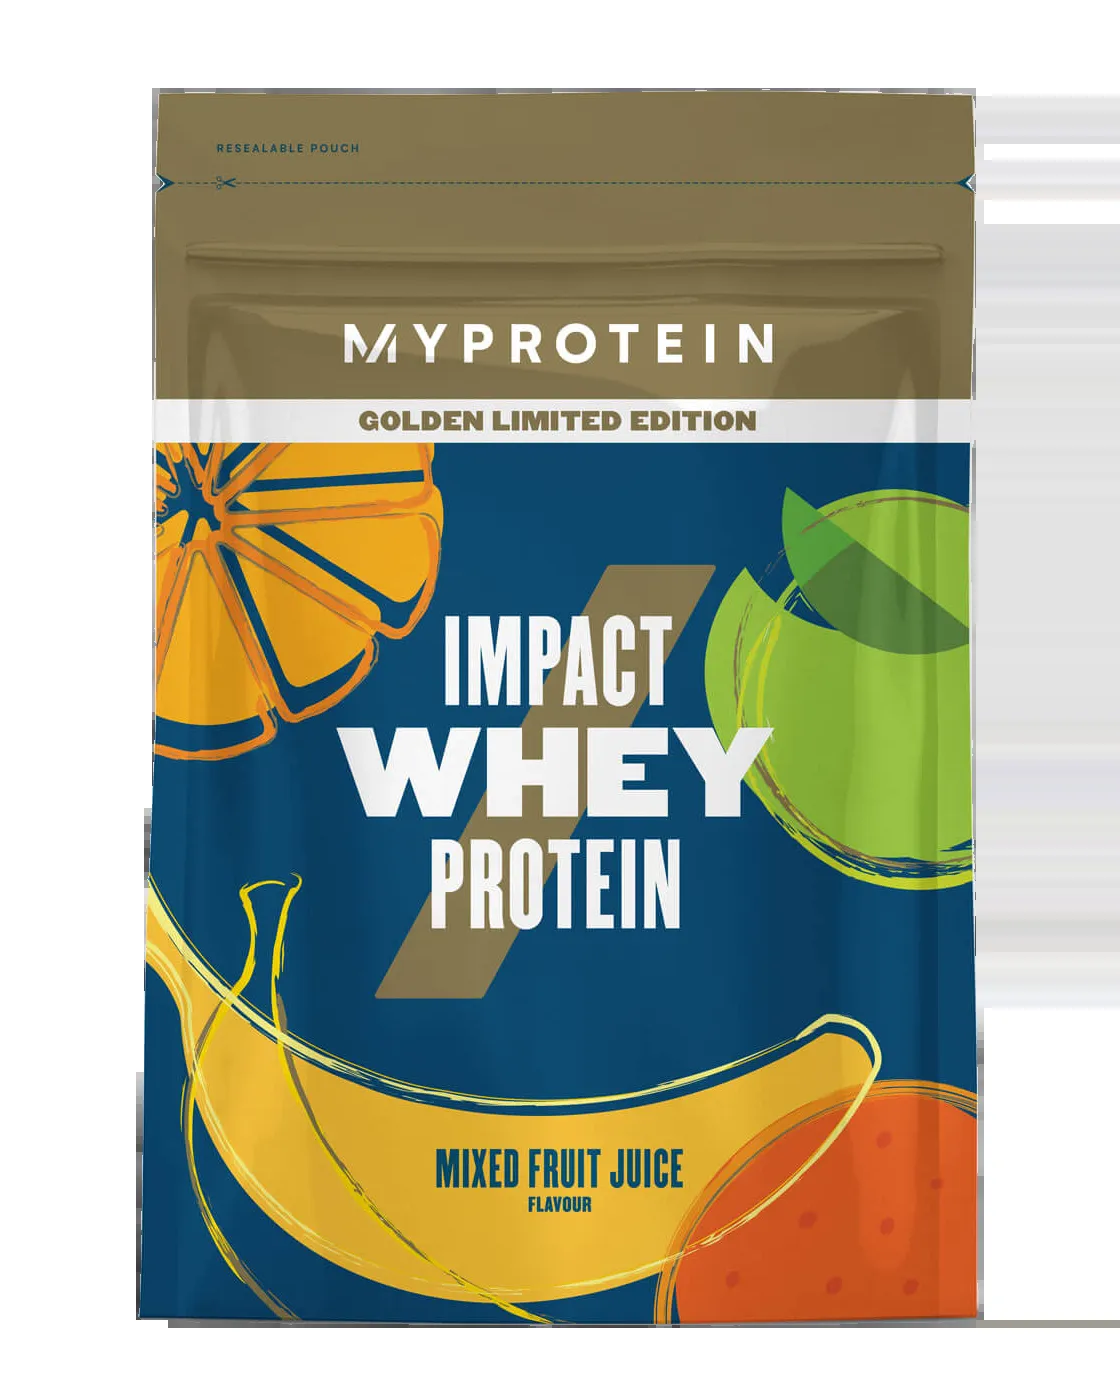 RESEALABLE POUCH
MYPROTEIN
GOLDEN LIMITED EDITION
IMPACT
WHEY
PROTEIN
MIXED FRUIT JUICE
FLAVOUR